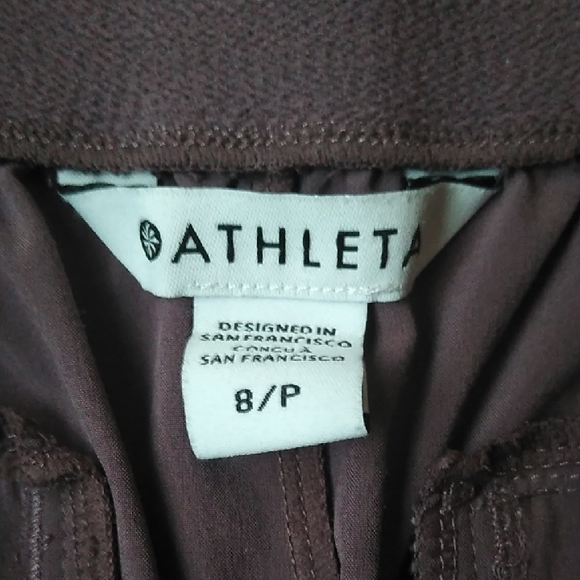 ATHLETA
DESIGNED IN
SAN FRANCISCO
CONÇU À
SAN FRANCISCO
8/P